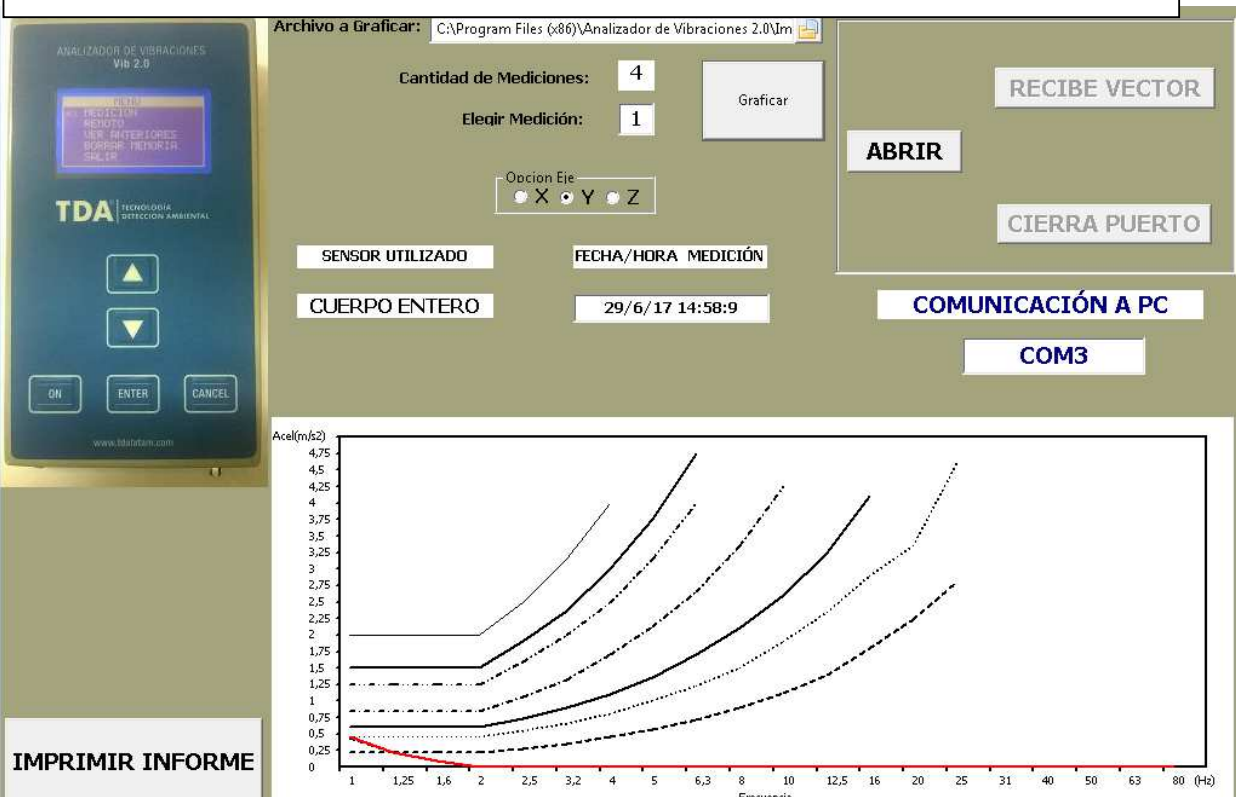 Archivo a Graficar: C:\Program Files (x86)\Analizador de Vibraciones 2.0\Im
Cantidad de Mediciones: 4
Elegir Medición: 1
Graficar
Opcion Eje
X Y Z
SENSOR UTILIZADO
FECHA/HORA MEDICIÓN
CUERPO ENTERO
29/6/17 14:58:9
RECIBE VECTOR
ABRIR
CIERRA PUERTO
COMUNICACIÓN A PC
COM3
ANALIZADOR DE VIBRACIONES
Vib 2.0
MENU
MEDICION
REMOTO
VER ANTERIORES
BORRAR MEMORIA
SALIR
TDA TECNOLOGÍA
DETECCIÓN AMBIENTAL
ON
ENTER
CANCEL
IMPRIMIR INFORME
Acel(m/s2)
4,75
4,5
4,25
4
3,75
3,5
3,25
3
2,75
2,5
2,25
2
1,75
1,5
1,25
1
0,75
0,5
0,25
0
1 1,25 1,6 2 2,5 3,2 4 5 6,3 8 10 12,5 16 20 25 31 40 50 63 80 (Hz)
Frecuencia